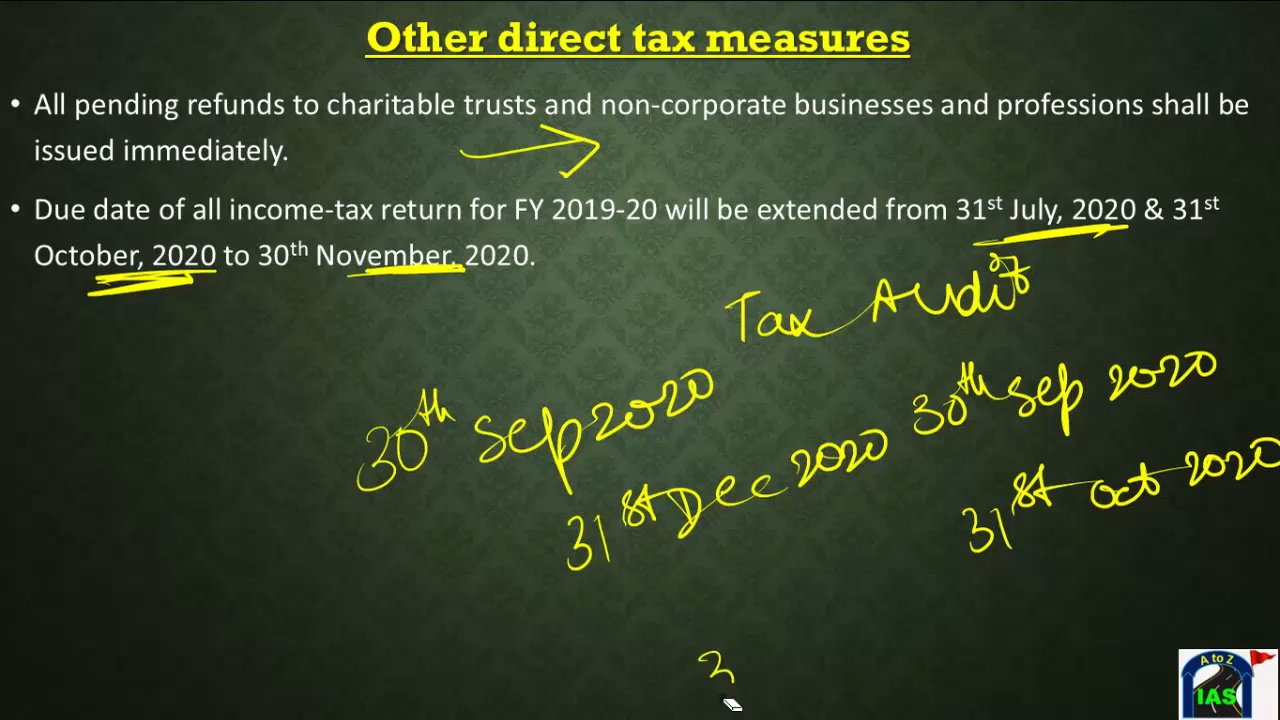 Other direct tax measures
• All pending refunds to charitable trusts and non-corporate businesses and professions shall be
issued immediately.
• Due date of all income-tax return for FY 2019-20 will be extended from 31st July, 2020 & 31st
October, 2020 to 30th November, 2020.
Tax Audit
30th Sep 2020
30th Sep 2020
31st Dec 2020
31st Oct 2020
A to Z
IAS